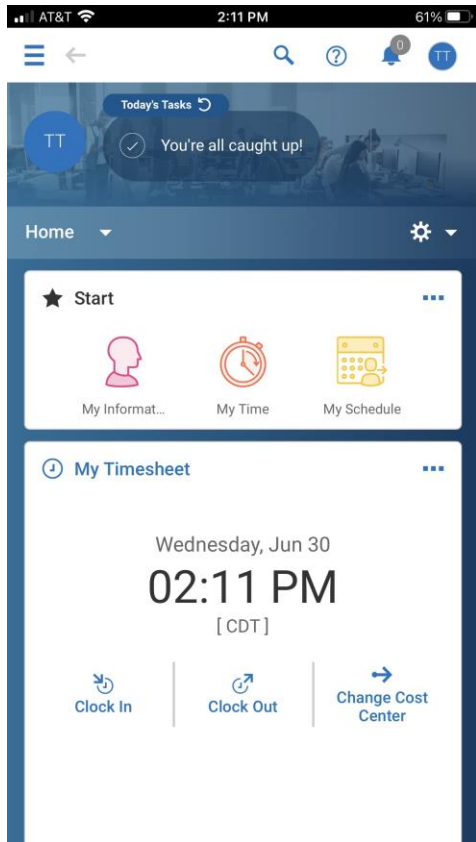 AT&T 2:11 PM 61%
0
TT
Today's Tasks
TT
You're all caught up!
Home
Start
My Informat...
My Time
My Schedule
My Timesheet
Wednesday, Jun 30
02:11 PM
[ CDT ]
Clock In
Clock Out
Change Cost
Center